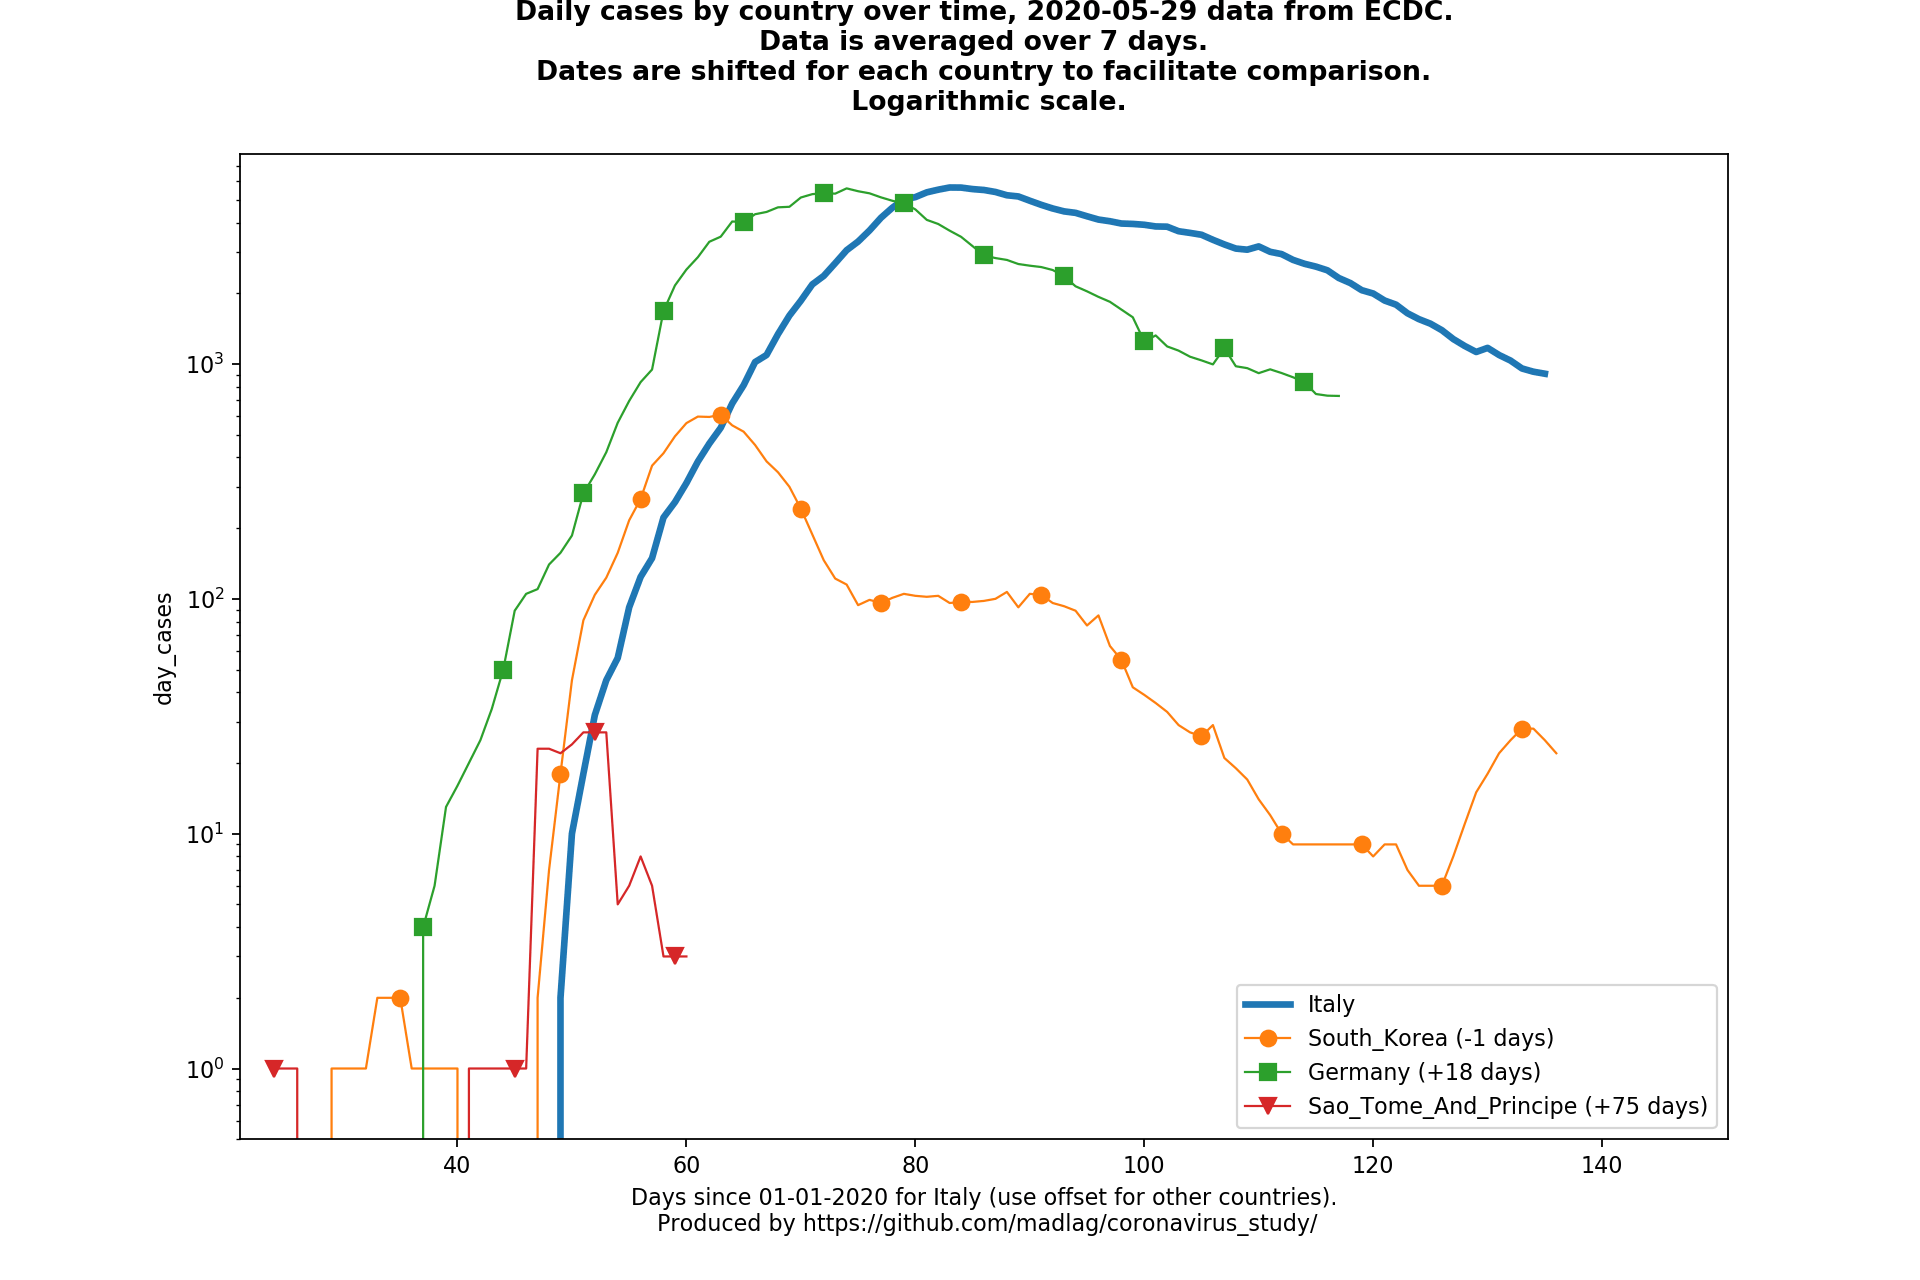 Daily cases by country over time, 2020-05-29 data from ECDC.
Data is averaged over 7 days.
Dates are shifted for each country to facilitate comparison.
Logarithmic scale.
10³
10²
10¹
10⁰
day_cases
40 60 80 100 120 140
Days since 01-01-2020 for Italy (use offset for other countries).
Produced by https://github.com/madlag/coronavirus_study/
Italy
South_Korea (-1 days)
Germany (+18 days)
Sao_Tome_And_Principe (+75 days)